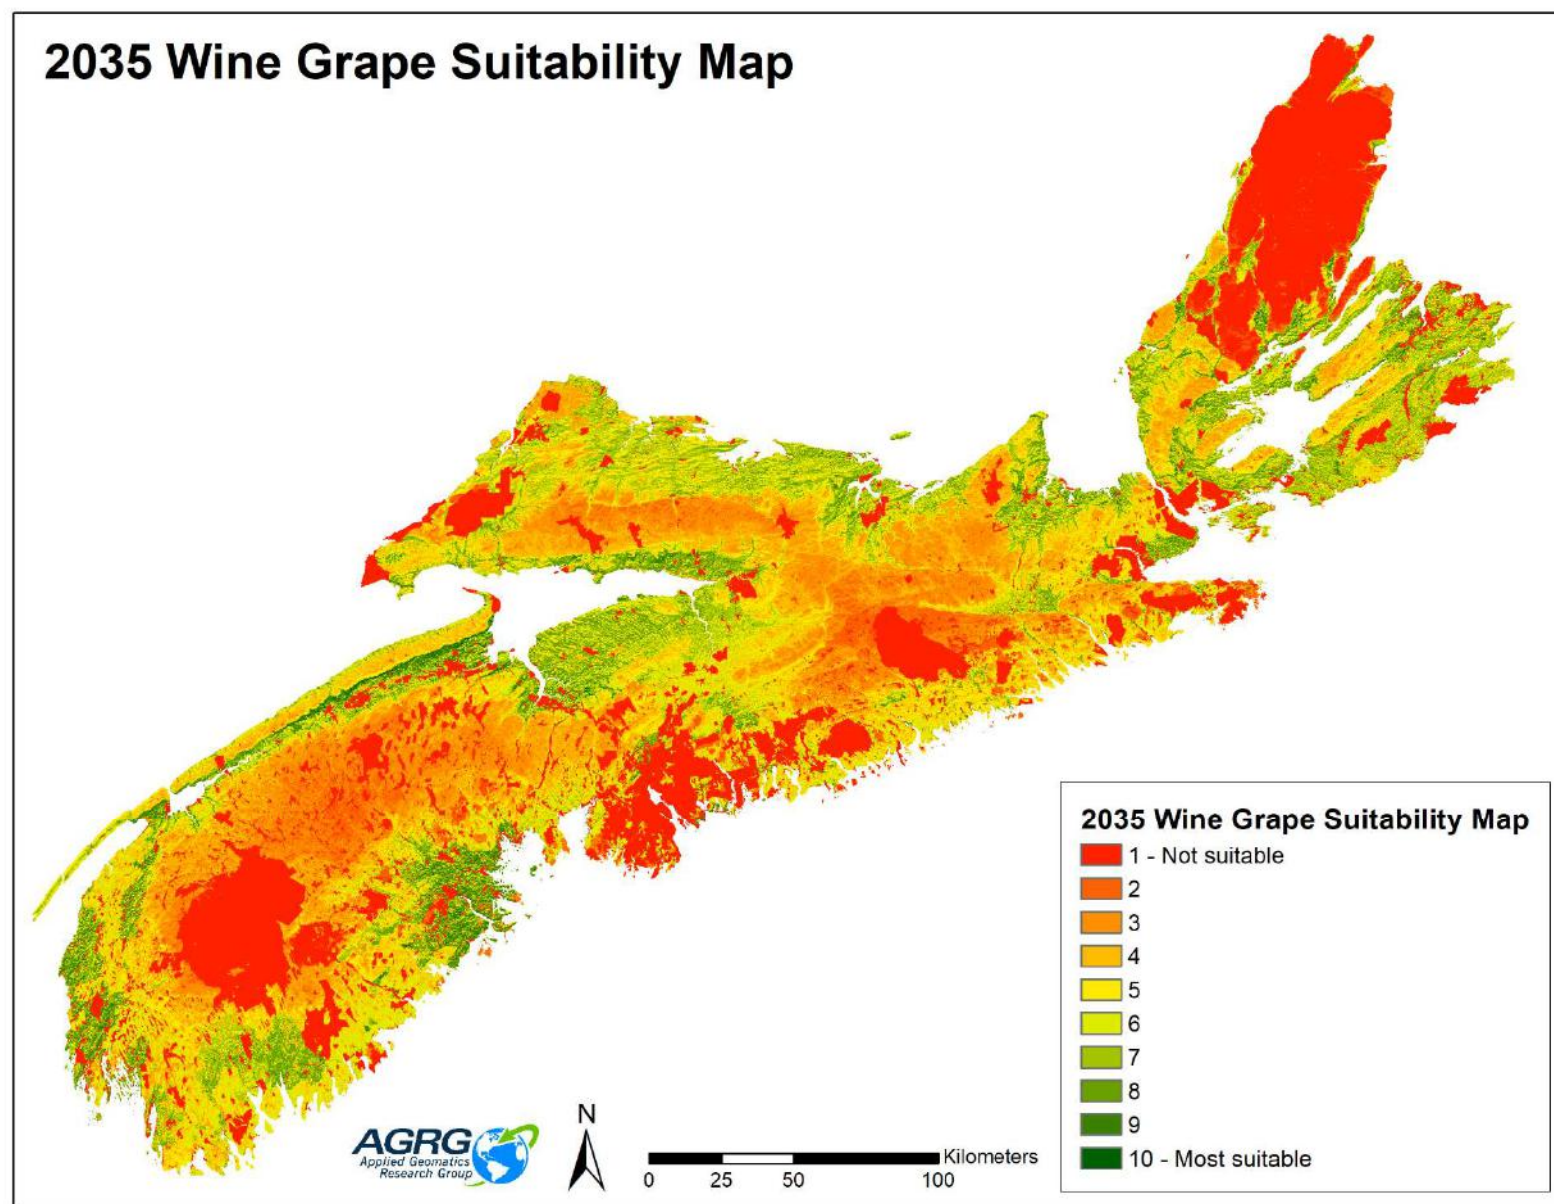 2035 Wine Grape Suitability Map
2035 Wine Grape Suitability Map
1 - Not suitable
2
3
4
5
6
7
8
9
10 - Most suitable
AGRG
Applied Geomatics
Research Group
N
Kilometers
0 25 50 100